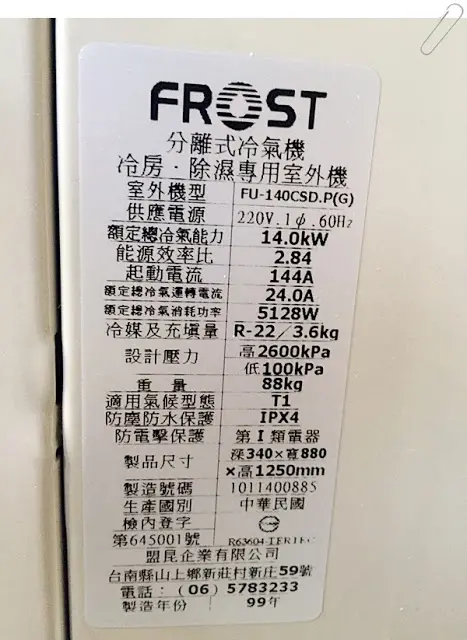 FROST
分離式冷氣機
冷房·除濕專用室外機
室外機型 FU-140CSD.P(G)
供應電源 220V.1φ.60Hz
額定總冷氣能力 14.0kW
能源效率比 2.84
起動電流 144A
額定總冷氣運轉電流 24.0A
額定總冷氣消耗功率 5128W
冷媒及充填量 R-22/3.6kg
設計壓力 高2600kPa
低100kPa
重量 88kg
適用氣候型態 T1
防塵防水保護 IPX4
防電擊保護 第I類電器
製品尺寸 深340×寬880
×高1250mm
製造號碼 1011400885
生產國別 中華民國
檢內登字
第645001號 R63604
盟昆企業有限公司
台南縣山上鄉新莊村新庄59號
電話:(06)5783233
製造年份 99年